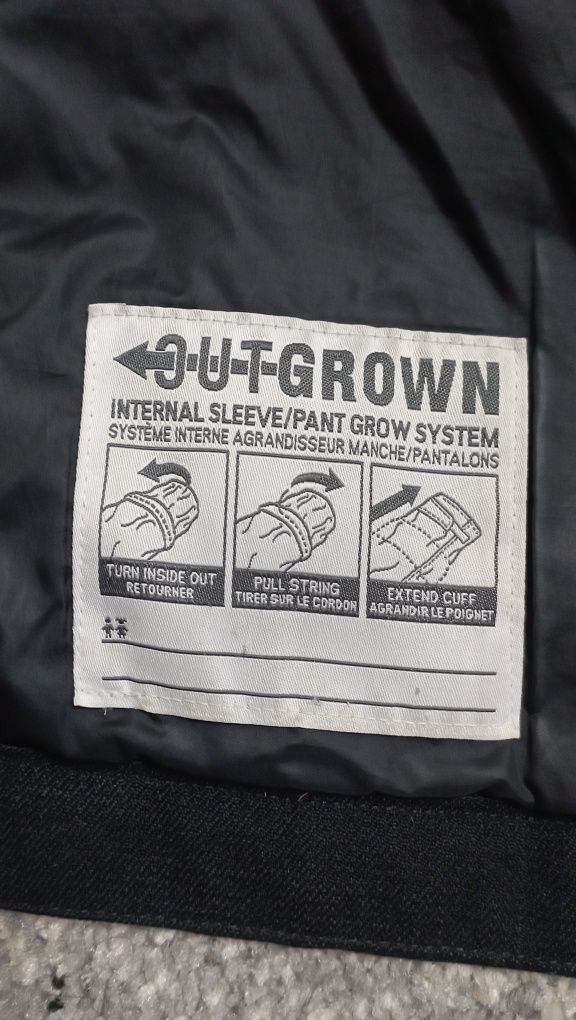 OUTGROWN
INTERNAL SLEEVE/PANT GROW SYSTEM
SYSTÈME INTERNE AGRANDISSEUR MANCHE/PANTALONS
TURN INSIDE OUT
RETOURNER
PULL STRING
TIRER SUR LE CORDON
EXTEND CUFF
AGRANDIR LE POIGNET